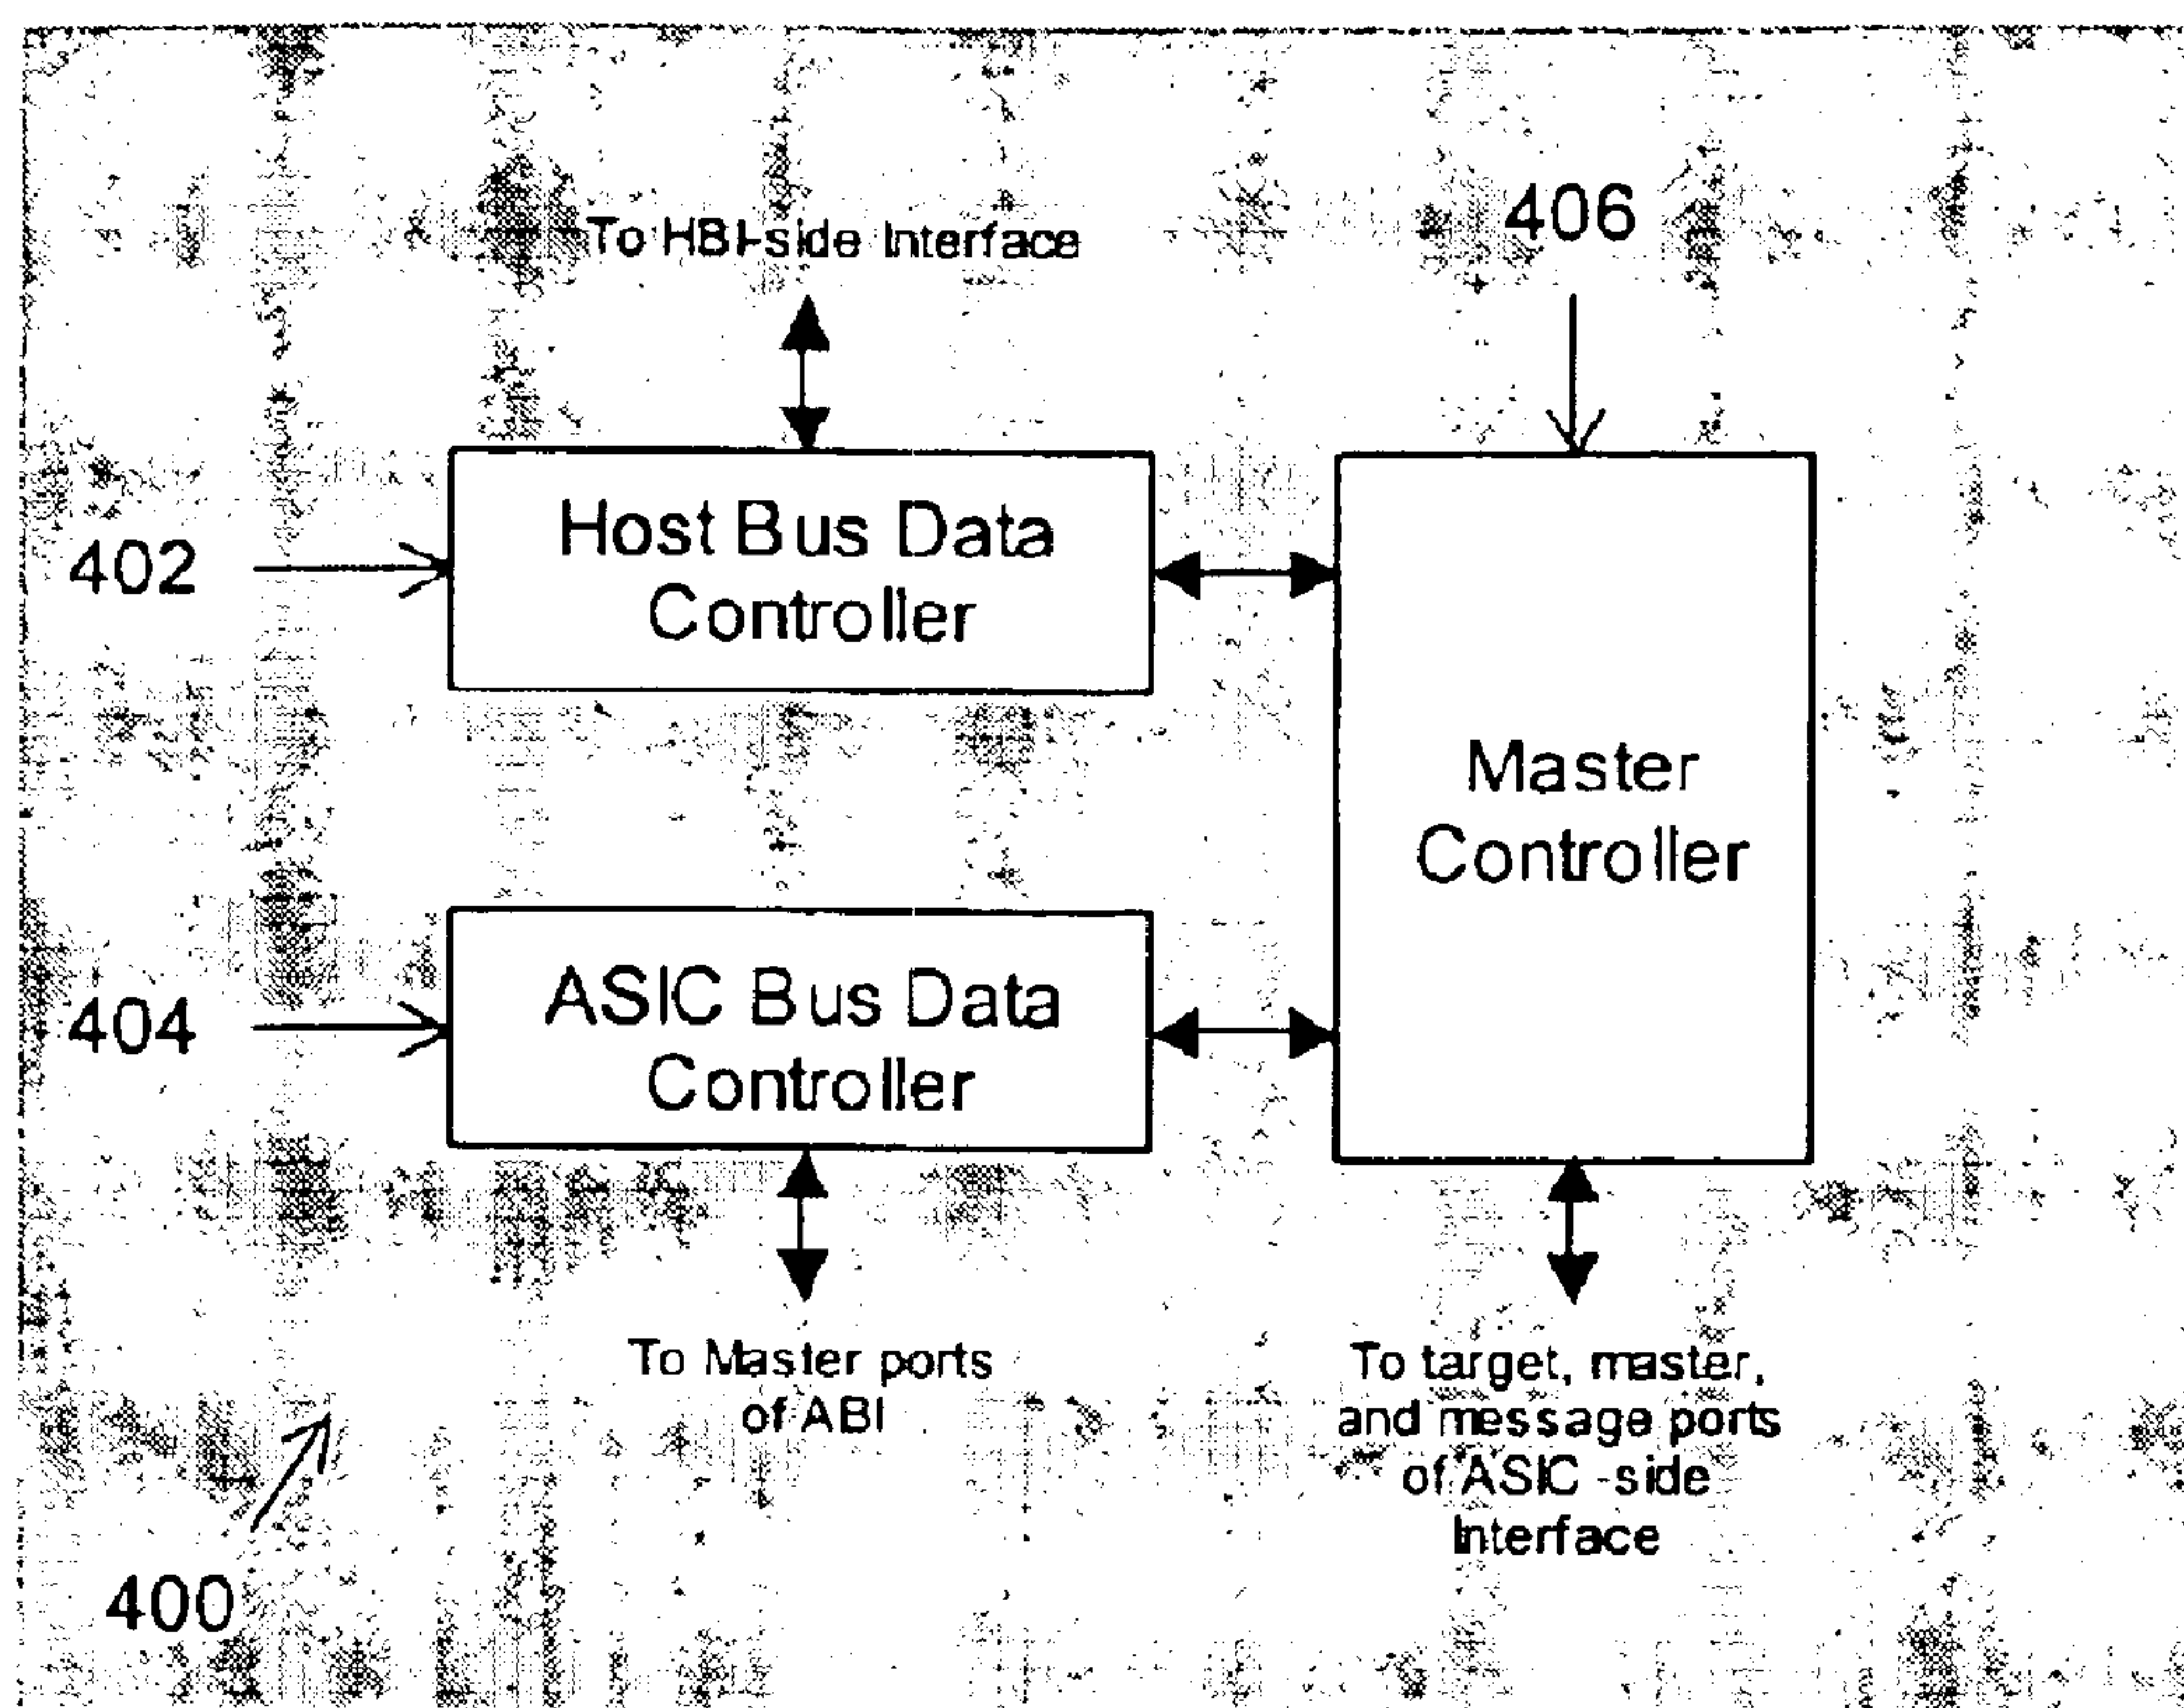 To HBI-side Interface
406
402
Host Bus Data
Controller
Master
Controller
404
ASIC Bus Data
Controller
To Master ports
of ABI
To target, master,
and message ports
of ASIC -side
Interface
400